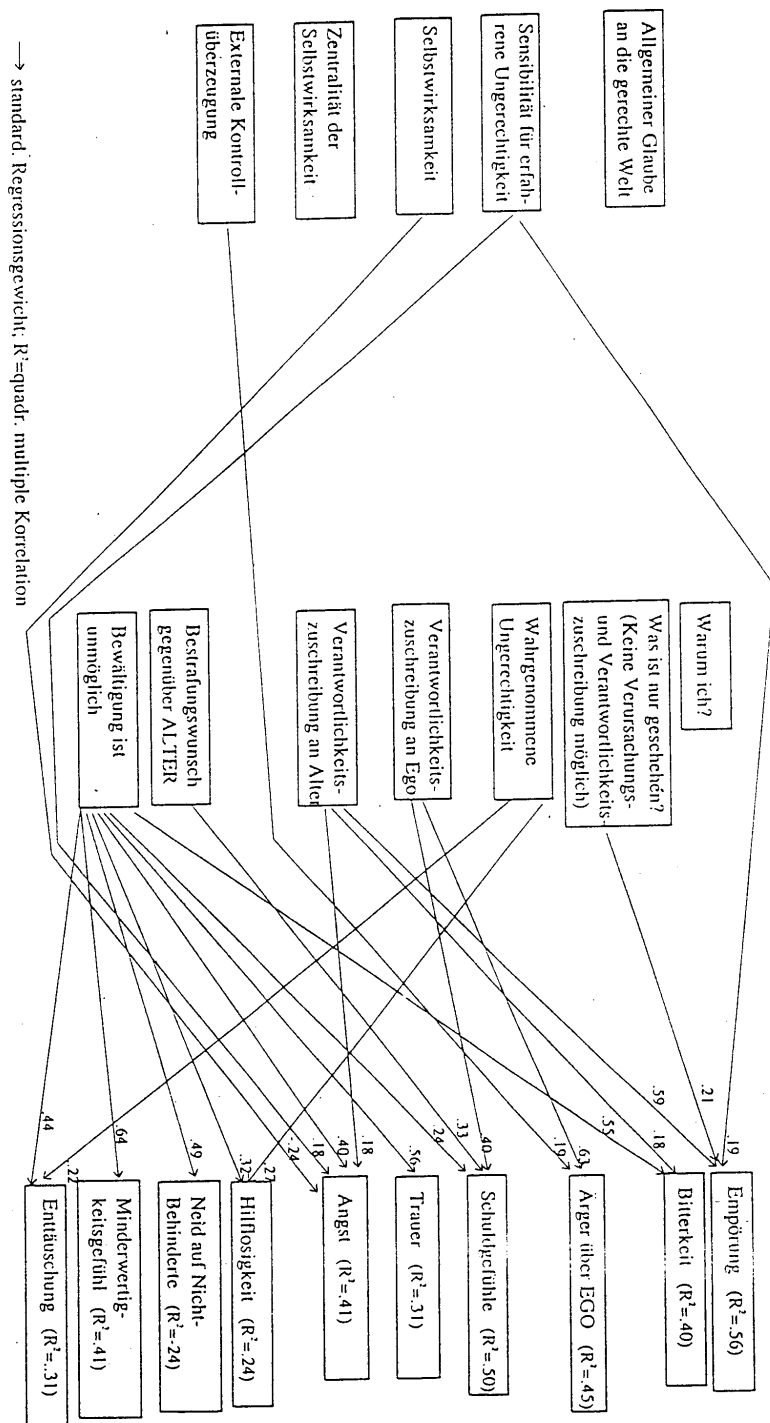 Allgemeiner Glaube
an die gerechte Welt
Sensibilität für erfah-
rene Ungerechtigkeit
Selbstwirksamkeit
Zentralität der
Selbstwirksamkeit
Externale Kontroll-
überzeugung
Warum ich?
Was ist nur geschehén?
(Keine Verursachungs-
und Verantwortlichkeits-
zuschreibung möglich)
Wahrgenommene
Ungerechtigkeit
Verantwortlichkeits-
zuschreibung an Ego
Verantwortlichkeits-
zuschreibung an Alter
Bestrafungswunsch
gegenüber ALTER
Bewältigung ist
unmöglich
.19
.21
.59
.18
.55
.63
.19
.40
.33
.24
.56
.18
.40
.18
-.24
.27
.32
.49
.64
.22
.44
Empörung (R²=.56)
Bitterkeit (R²=.40)
Ärger über EGO (R²=.45)
Schuldgefühle (R²=.50)
Trauer (R²=.31)
Angst (R²=.41)
Hilflosigkeit (R²=.24)
Neid auf Nicht-
Behinderte (R²=-24)
Minderwertig-
keitsgefühl (R²=.41)
Enttäuschung (R²=..31)
→ standard. Regressionsgewicht; R²=quadr. multiple Korrelation